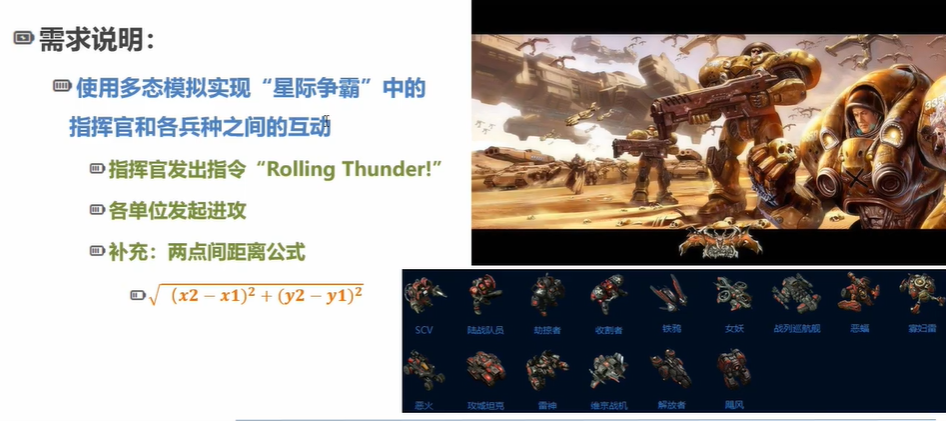 需求说明：
使用多态模拟实现“星际争霸”中的
指挥官和各兵种之间的互动
指挥官发出指令“Rolling Thunder!”
各单位发起进攻
补充：两点间距离公式
√(x2 − x1)² + (y2 − y1)²
SCV 陆战队员 劫掠者 收割者 铁鸦 女妖 战列巡航舰 恶蝠 寡妇雷
恶火 攻城坦克 雷神 维京战机 解放者 飓风